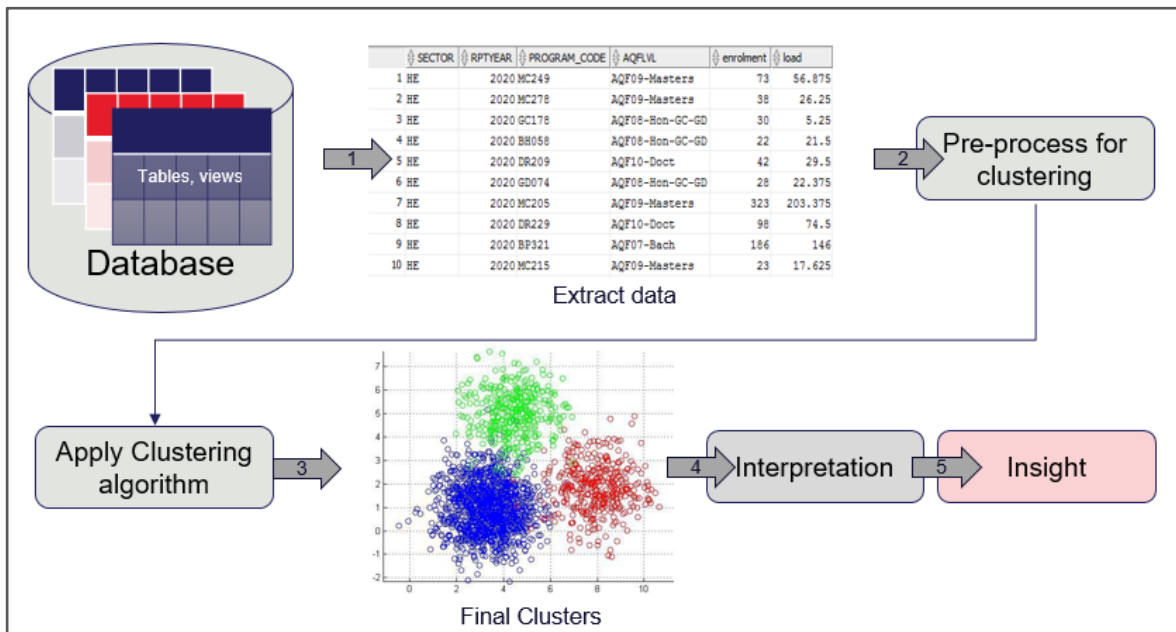 Tables, views
Database
1
SECTOR RPTYEAR PROGRAM_CODE AQFLVL enrolment load
1 HE 2020 MC249 AQF09-Masters 73 56.875
2 HE 2020 MC278 AQF09-Masters 38 26.25
3 HE 2020 GC178 AQF08-Hon-GC-GD 30 5.25
4 HE 2020 BH058 AQF08-Hon-GC-GD 22 21.5
5 HE 2020 DR209 AQF10-Doct 42 29.5
6 HE 2020 GD074 AQF08-Hon-GC-GD 28 22.375
7 HE 2020 MC205 AQF09-Masters 323 203.375
8 HE 2020 DR229 AQF10-Doct 98 74.5
9 HE 2020 BP321 AQF07-Bach 186 146
10 HE 2020 MC215 AQF09-Masters 23 17.625
Extract data
2
Pre-process for
clustering
Apply Clustering
algorithm
3
7
6
5
4
3
2
1
0
-1
-2
0 2 4 6 8 10
Final Clusters
4
Interpretation
5
Insight